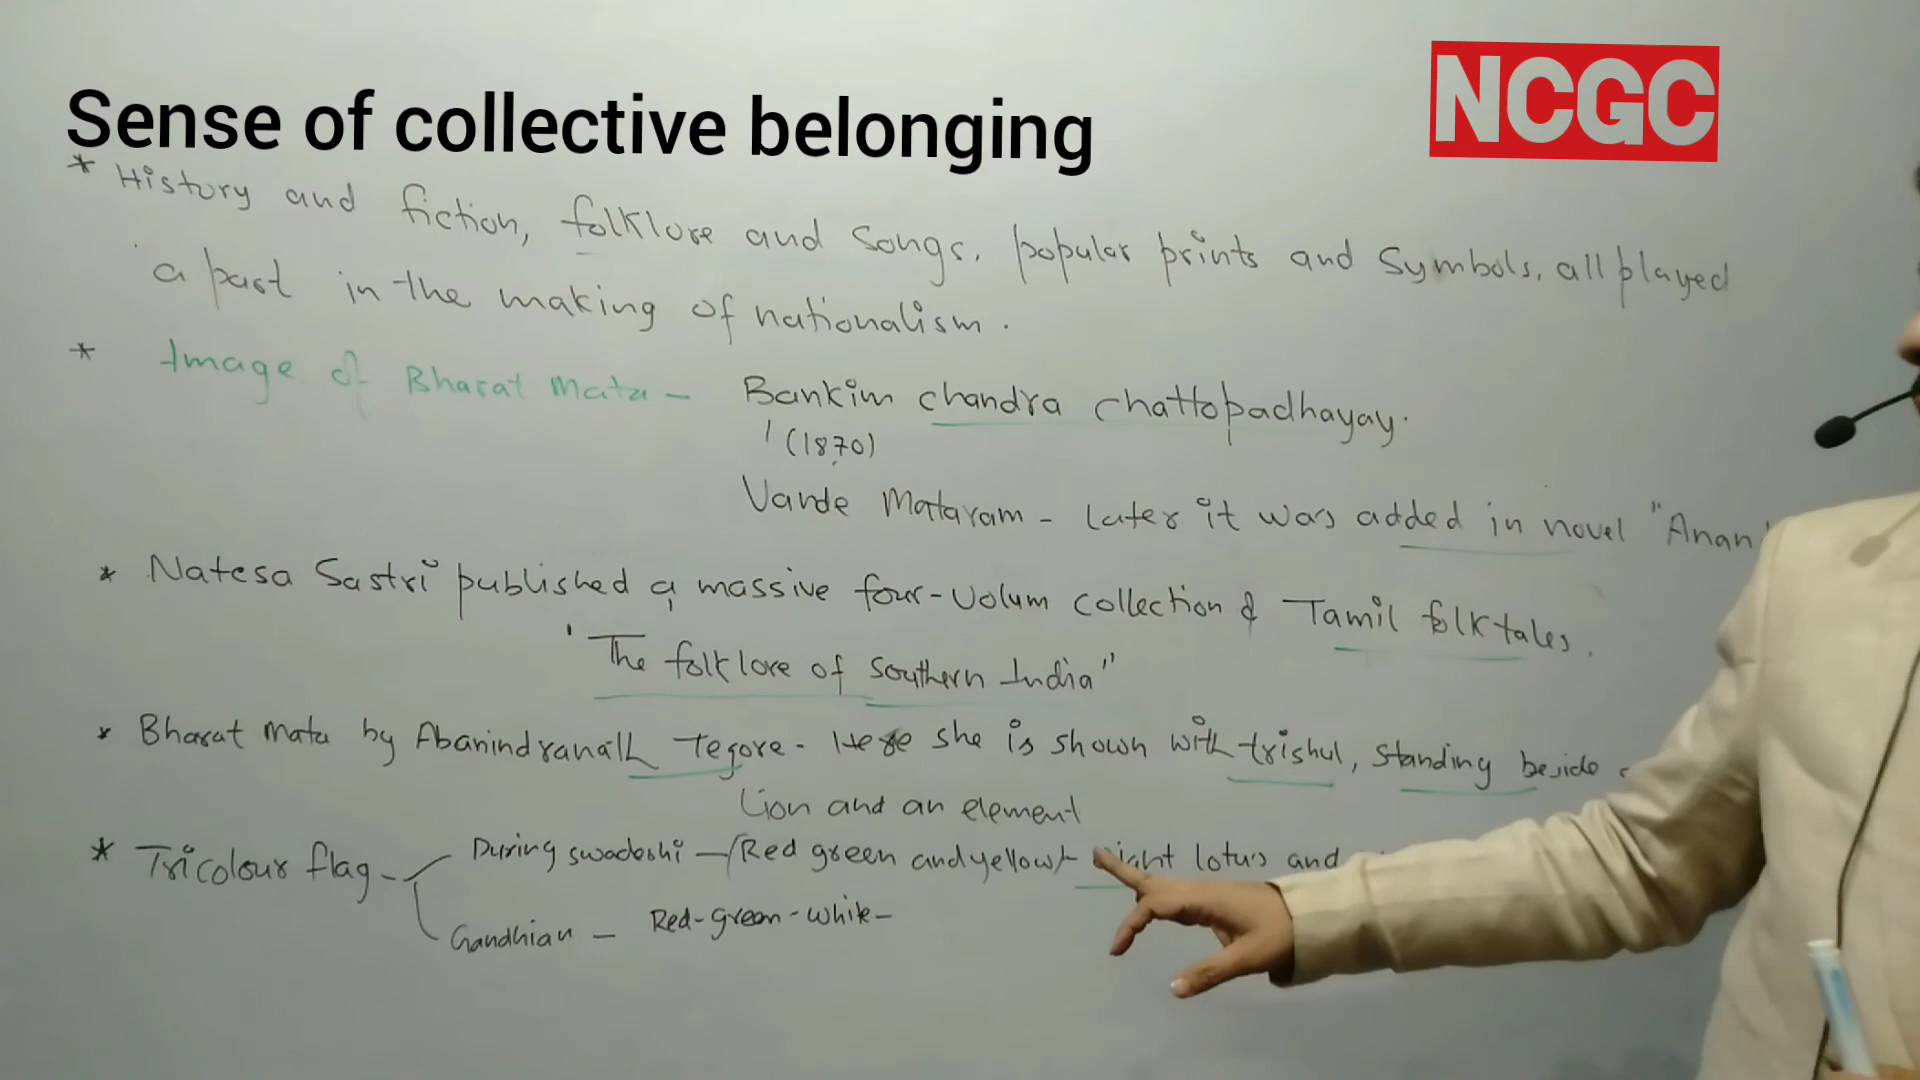 NCGC
Sense of collective belonging
* History and fiction, folklore and songs, popular prints and symbols, all played
a part in the making of nationalism.
* Image of Bharat Mata - Bankim chandra chattopadhayay.
(1870)
Vande Mataram - Later it was added in novel "Anan
* Natesa Sastri published a massive four-volum collection of Tamil folktales.
'The folklore of Southern India"
* Bharat mata by Abanindranath Tegore - Here she is shown with trishul, standing beside
Lion and an element
* Tricolour flag - During swadeshi - Red green and yellow lotus and
Gandhian - Red-green-white-